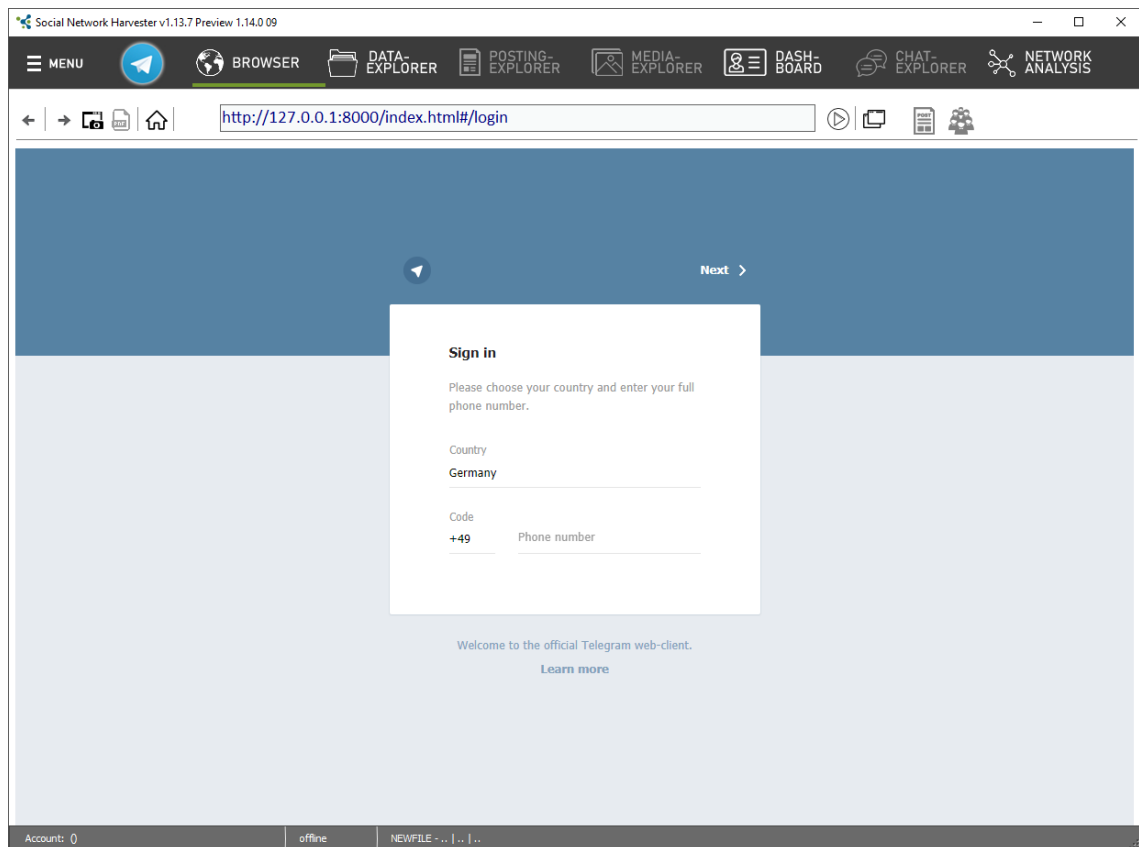 Social Network Harvester v1.13.7 Preview 1.14.0 09
MENU
BROWSER
DATA-
EXPLORER
POSTING-
EXPLORER
MEDIA-
EXPLORER
DASH-
BOARD
CHAT-
EXPLORER
NETWORK
ANALYSIS
PDF
http://127.0.0.1:8000/index.html#/login
POST
Next
Sign in
Please choose your country and enter your full
phone number.
Country
Germany
Code
+49 Phone number
Welcome to the official Telegram web-client.
Learn more
Account: () offline NEWFILE - .. | .. | ..